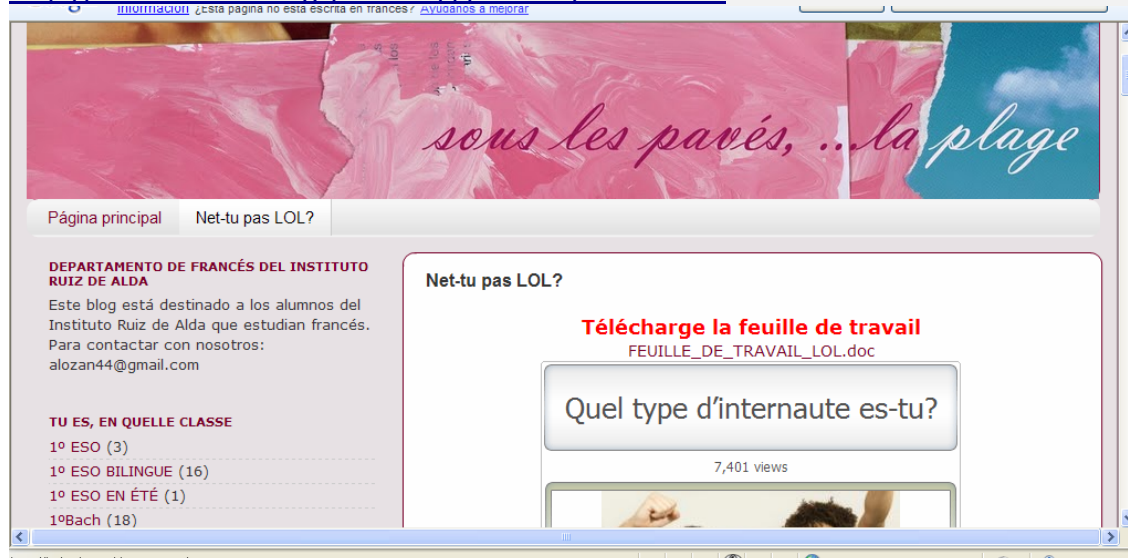 Información ¿Esta página no está escrita en francés? Ayúdanos a mejorar
sous les pavés, ...la plage
Página principal Net-tu pas LOL?
DEPARTAMENTO DE FRANCÉS DEL INSTITUTO
RUIZ DE ALDA
Este blog está destinado a los alumnos del
Instituto Ruiz de Alda que estudian francés.
Para contactar con nosotros:
alozan44@gmail.com
TU ES, EN QUELLE CLASSE
1º ESO (3)
1º ESO BILINGUE (16)
1º ESO EN ÉTÉ (1)
1ºBach (18)
Net-tu pas LOL?
Télécharge la feuille de travail
FEUILLE_DE_TRAVAIL_LOL.doc
Quel type d’internaute es-tu?
7,401 views